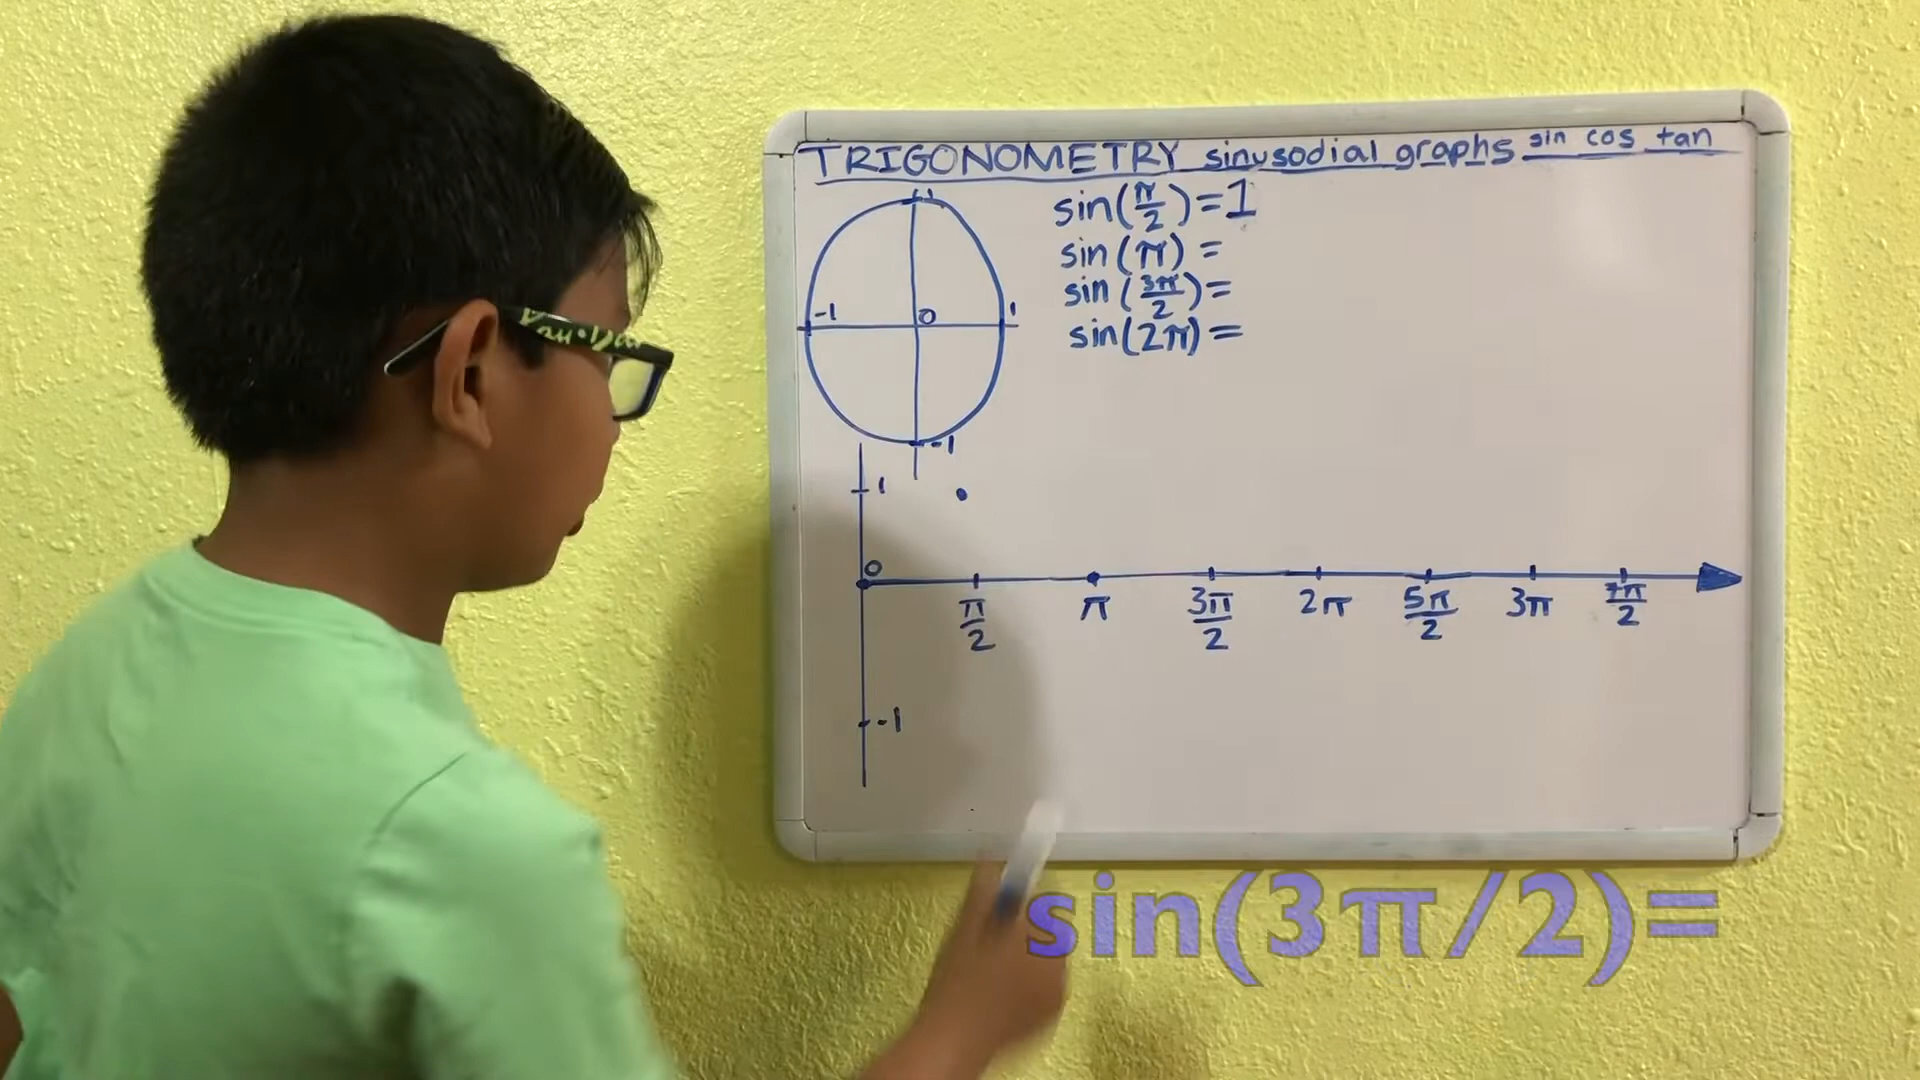 TRIGONOMETRY sinusodial graphs sin cos tan
1
-1 0 1
-1
sin(π/2)=1
sin(π)=
sin(3π/2)=
sin(2π)=
1
0
π/2 π 3π/2 2π 5π/2 3π 7π/2
-1
sin(3π/2)=